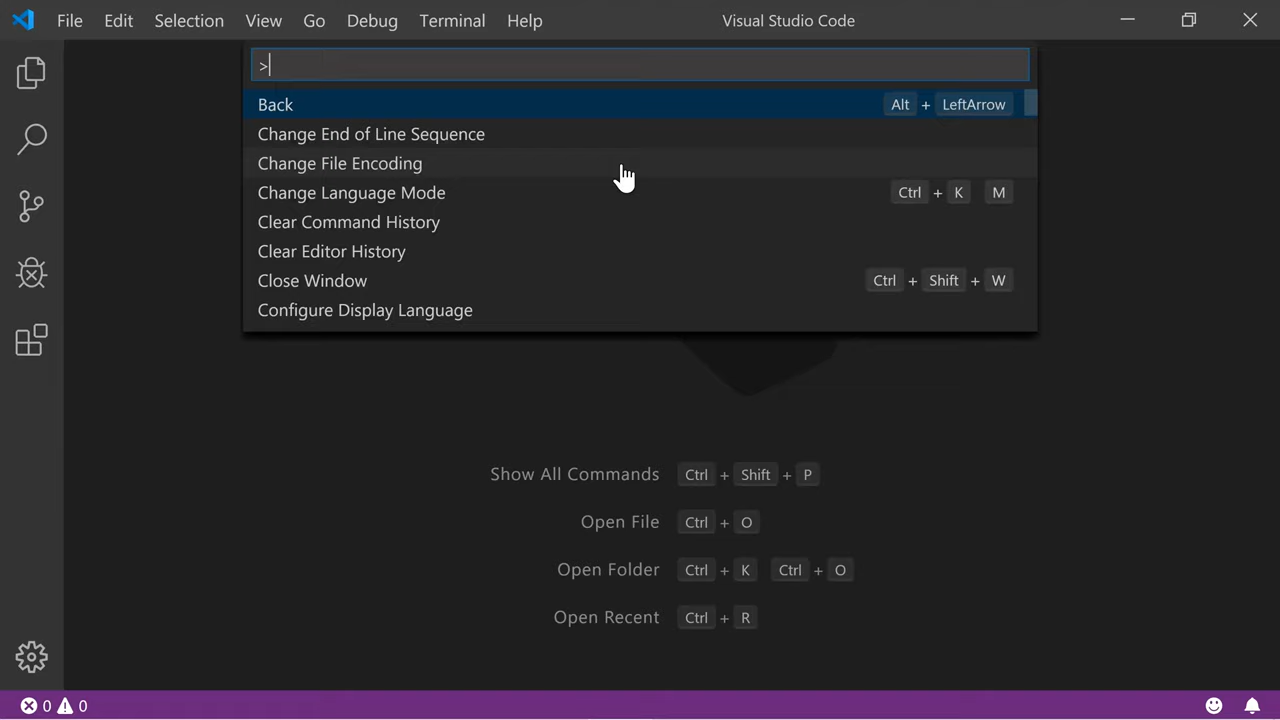 File Edit Selection View Go Debug Terminal Help Visual Studio Code
>
Back Alt + LeftArrow
Change End of Line Sequence
Change File Encoding
Change Language Mode Ctrl + K M
Clear Command History
Clear Editor History
Close Window Ctrl + Shift + W
Configure Display Language
Show All Commands Ctrl + Shift + P
Open File Ctrl + O
Open Folder Ctrl + K Ctrl + O
Open Recent Ctrl + R
0 0